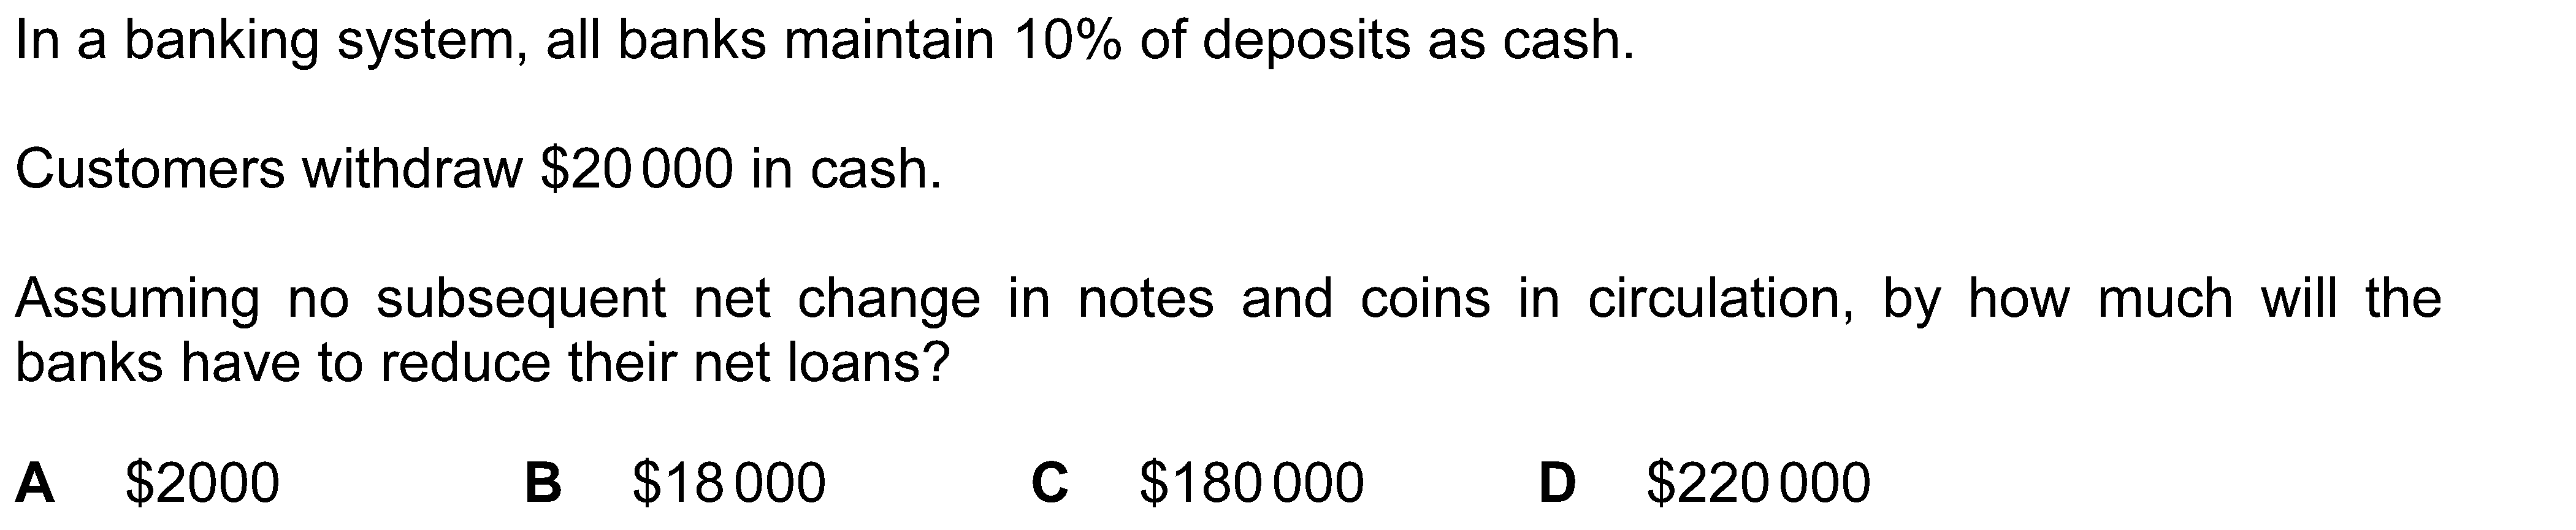 In a banking system, all banks maintain 10% of deposits as cash.
Customers withdraw $20 000 in cash.
Assuming no subsequent net change in notes and coins in circulation, by how much will the
banks have to reduce their net loans?
A $2000 B $18 000 C $180 000 D $220 000